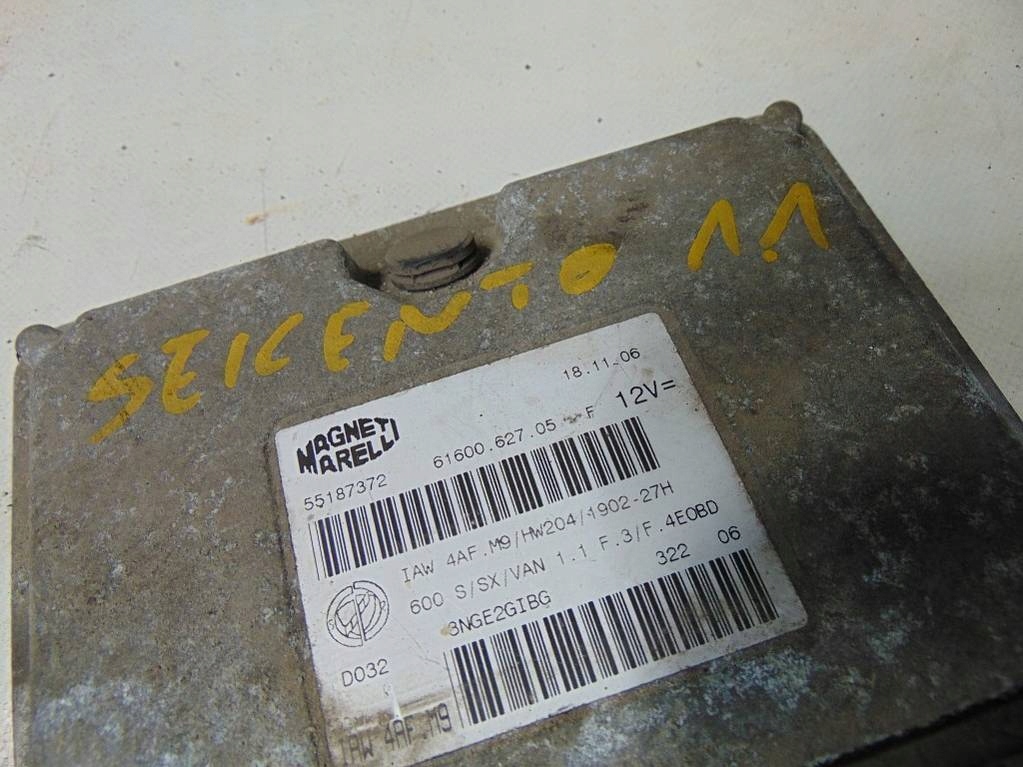 SEICENTO 1.1
18.11-06
MAGNETI
MARELLI
61600.627.05 F 12V=
55187372
IAW 4AF.M9/HW204/1902-27H
600 S/SX/VAN 1.1 F.3/F.4EOBD
3NGE2GIBG 322 06
D032
IAW 4AF.M9